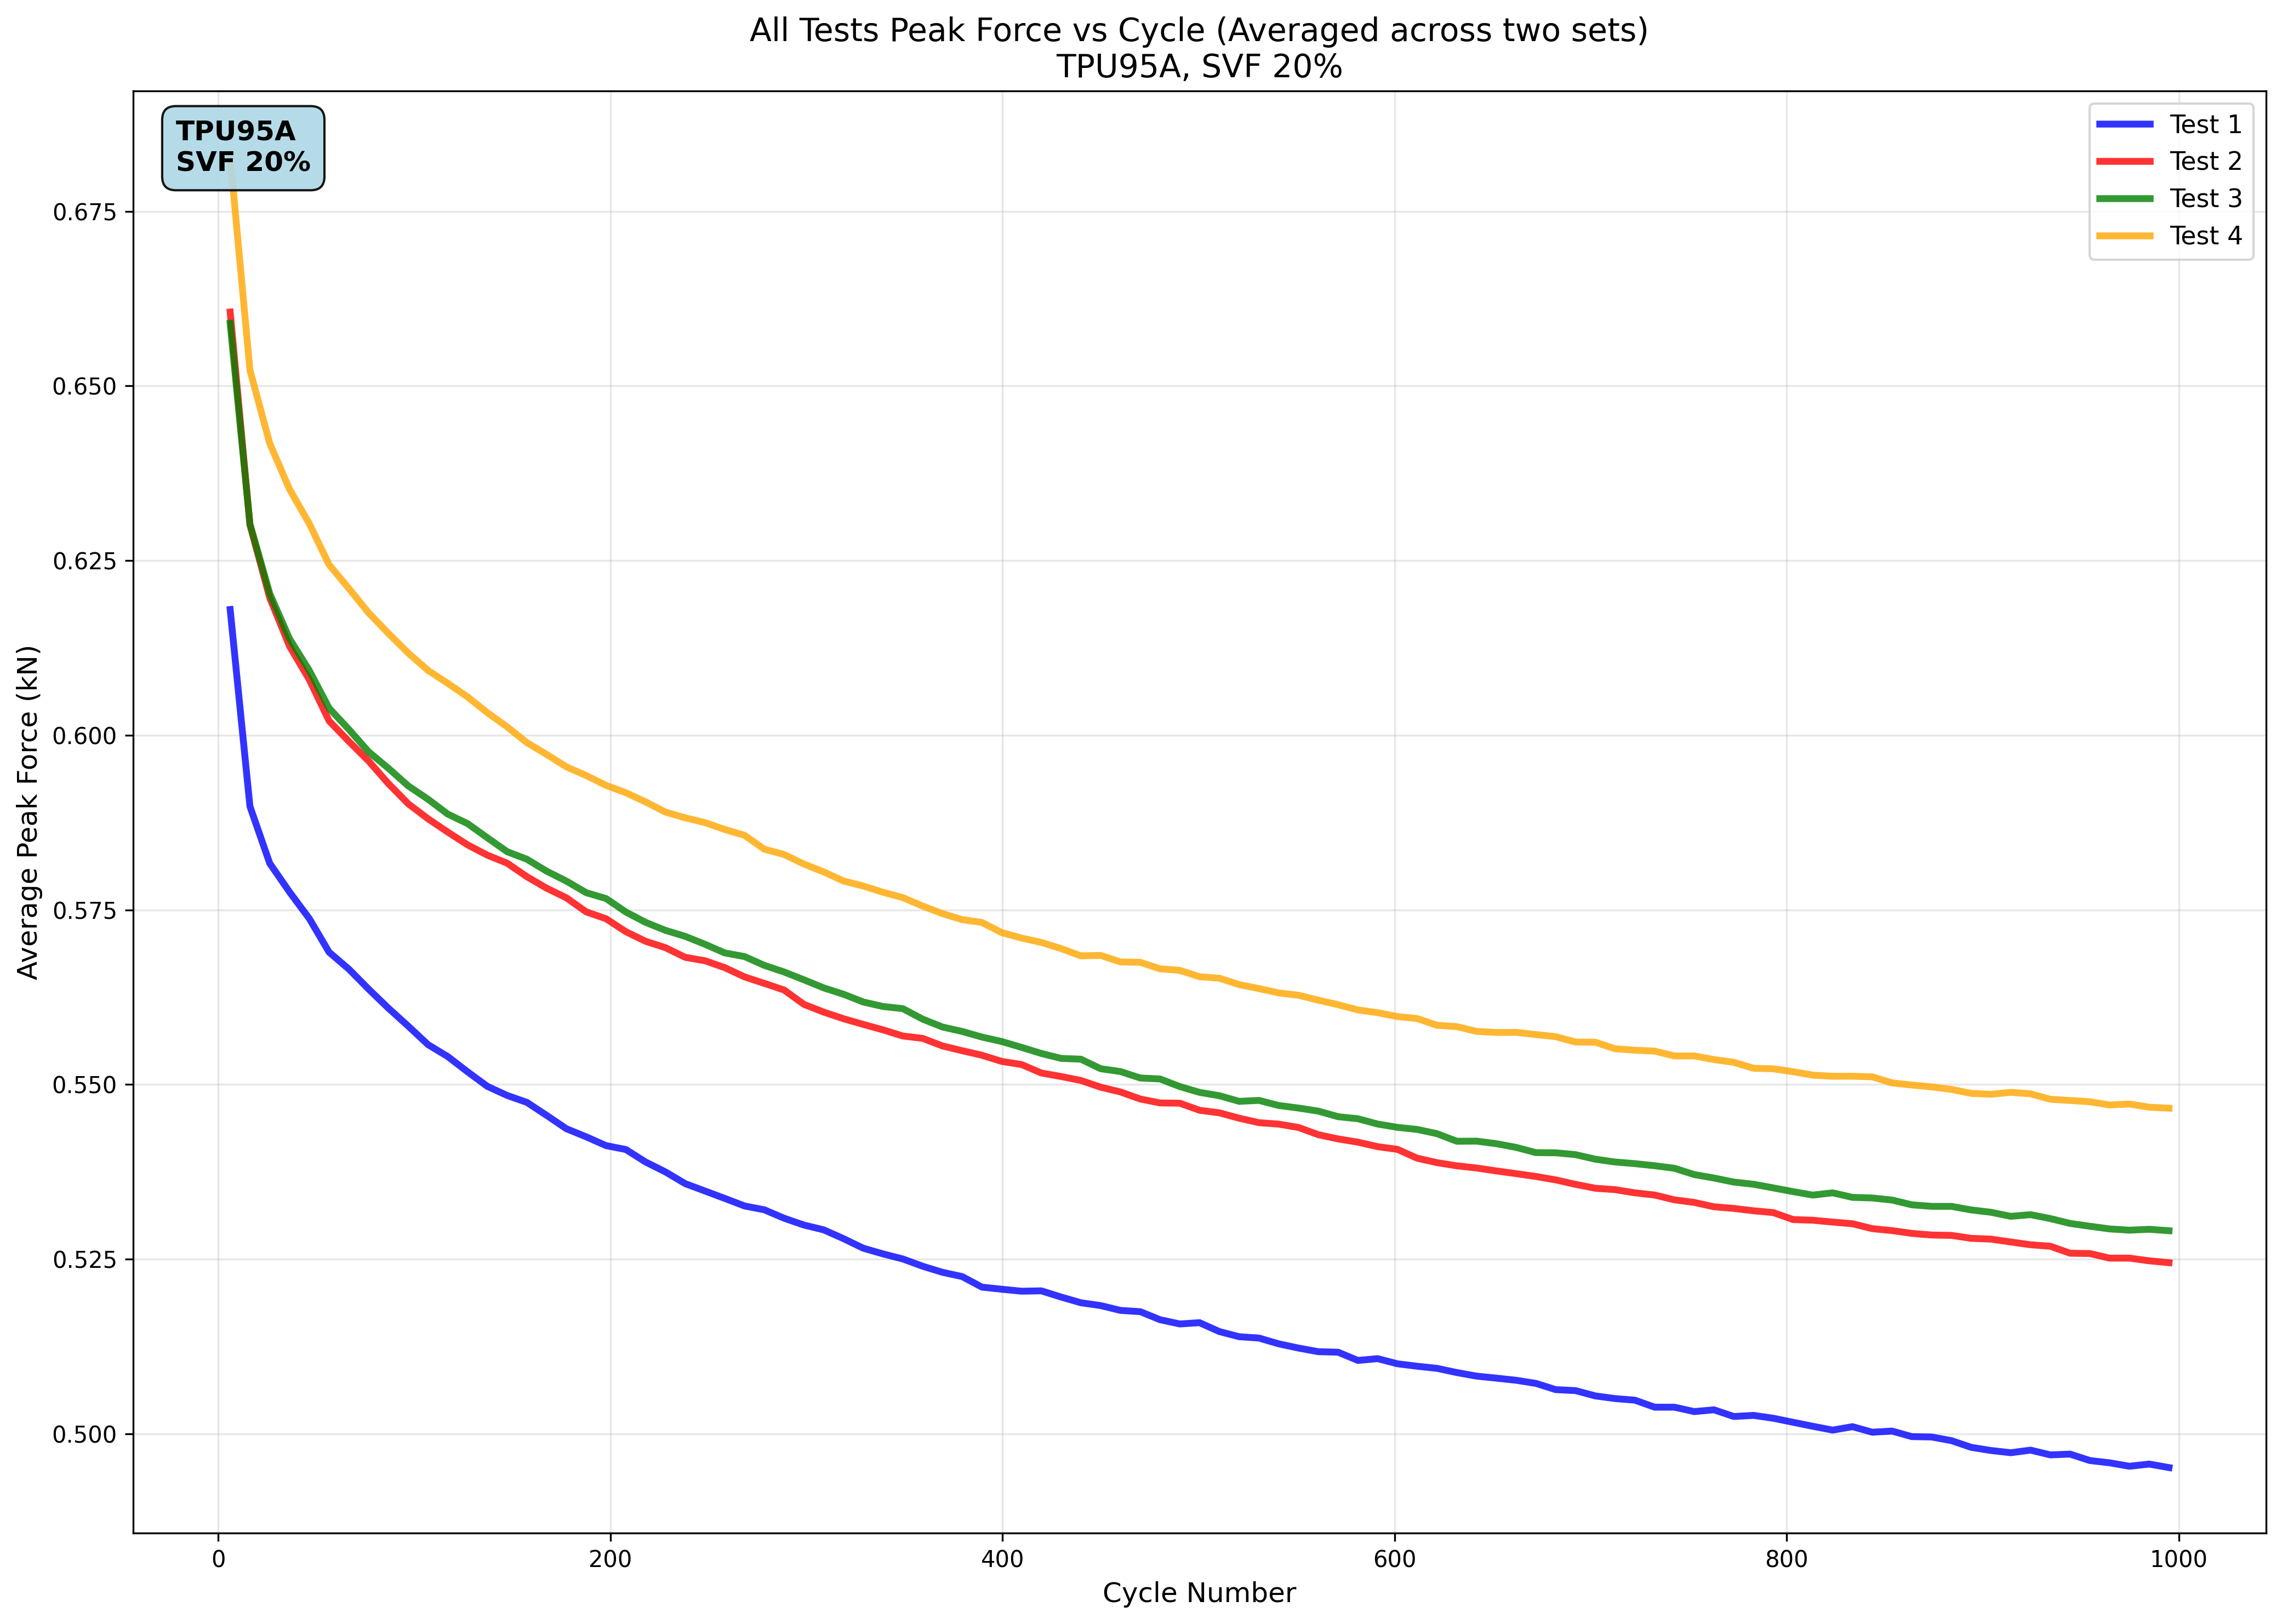 All Tests Peak Force vs Cycle (Averaged across two sets)
TPU95A, SVF 20%
TPU95A
SVF 20%
Test 1
Test 2
Test 3
Test 4
0.675
0.650
0.625
0.600
0.575
0.550
0.525
0.500
Average Peak Force (kN)
0
200
400
600
800
1000
Cycle Number